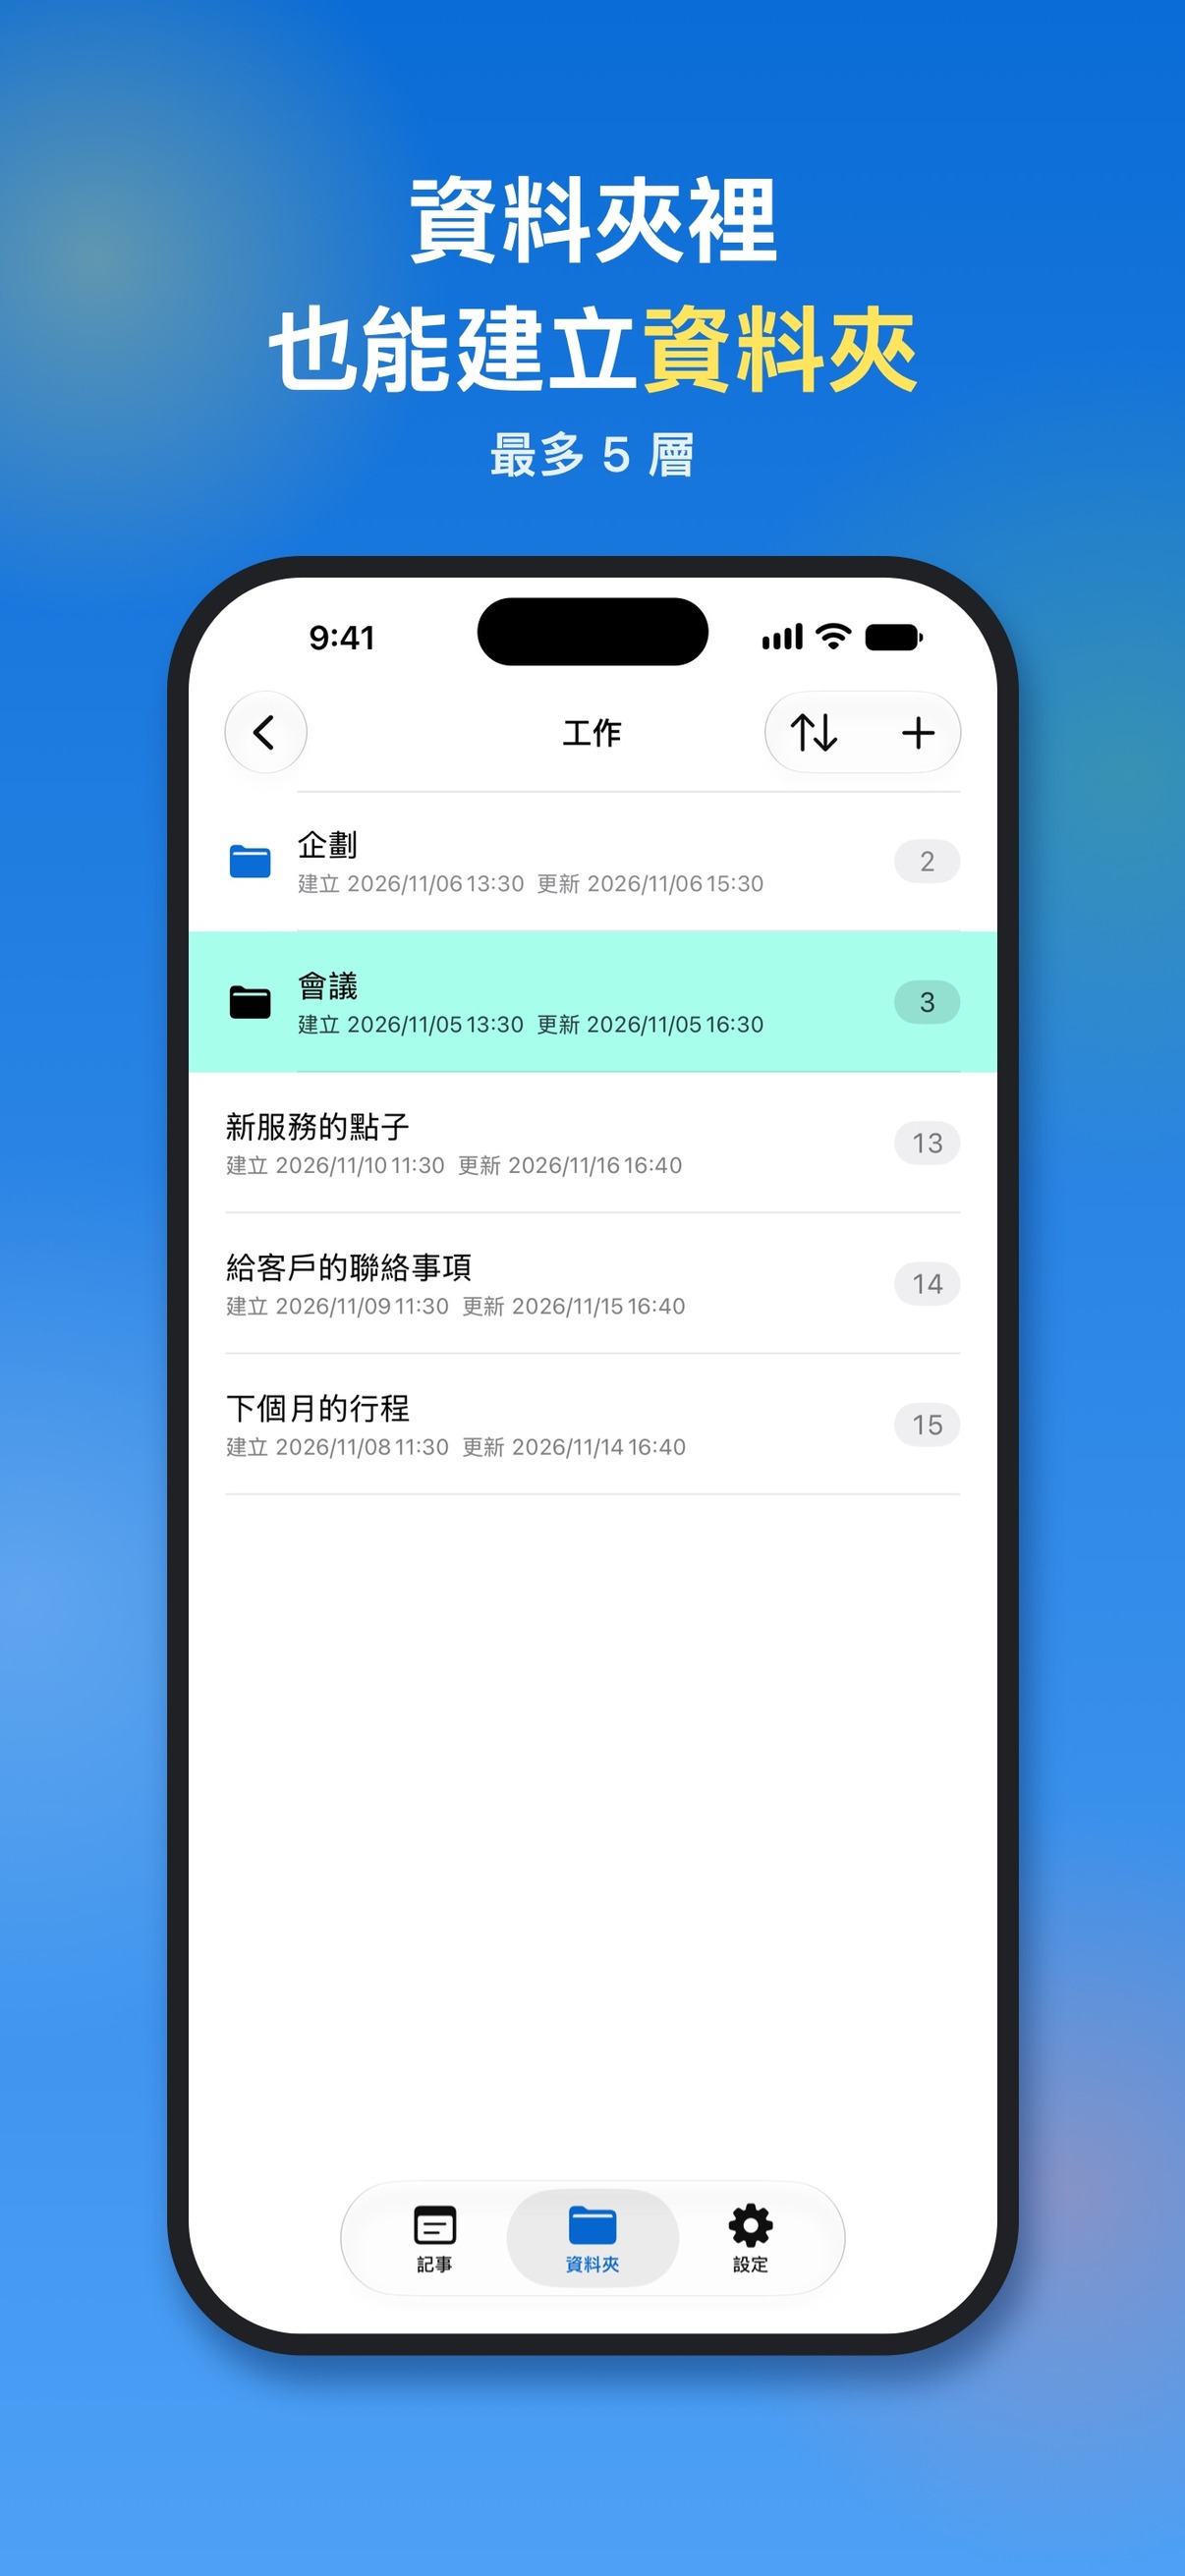 資料夾裡
也能建立資料夾
最多 5 層
9:41
工作
企劃
建立 2026/11/06 13:30 更新 2026/11/06 15:30
2
會議
建立 2026/11/05 13:30 更新 2026/11/05 16:30
3
新服務的點子
建立 2026/11/10 11:30 更新 2026/11/16 16:40
13
給客戶的聯絡事項
建立 2026/11/09 11:30 更新 2026/11/15 16:40
14
下個月的行程
建立 2026/11/08 11:30 更新 2026/11/14 16:40
15
記事 資料夾 設定